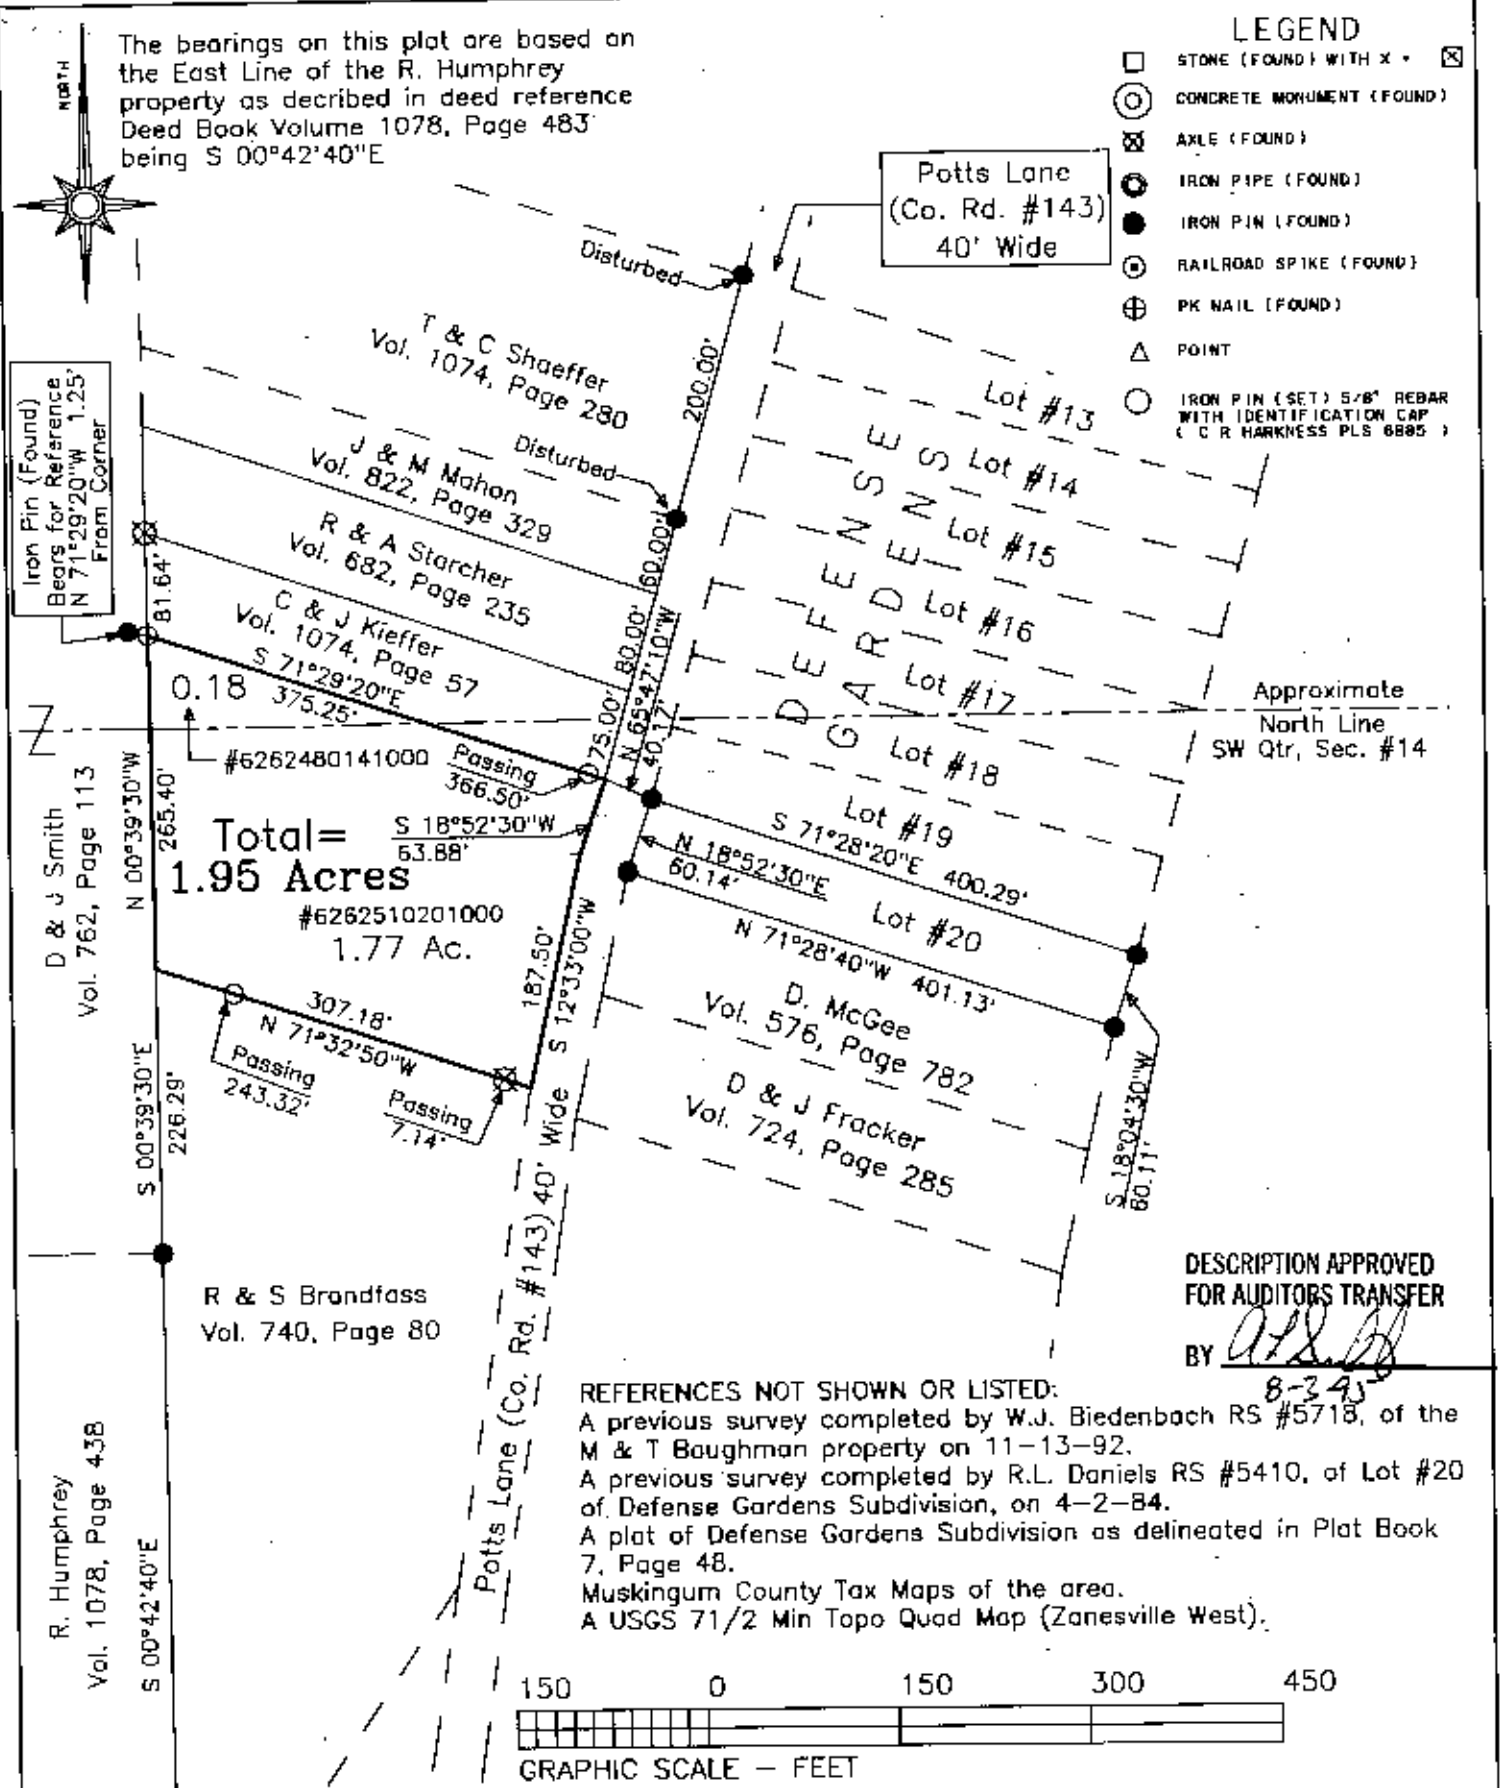 The bearings on this plat are based on
the East Line of the R. Humphrey
property as decribed in deed reference
Deed Book Volume 1078, Page 483
being S 00°42'40"E
NORTH
LEGEND
STONE (FOUND) WITH X •
CONCRETE MONUMENT (FOUND)
AXLE (FOUND)
IRON PIPE (FOUND)
IRON PIN (FOUND)
RAILROAD SPIKE (FOUND)
PK NAIL (FOUND)
POINT
IRON PIN (SET) 5/8" REBAR
WITH IDENTIFICATION CAP
( C R HARKNESS PLS 6885 )
Potts Lane
(Co. Rd. #143)
40' Wide
Disturbed
T & C Shaeffer
Vol. 1074, Page 280
200.00'
Disturbed
J & M Mahon
Vol. 822, Page 329
60.00'
R & A Starcher
Vol. 682, Page 235
80.00'
C & J Kieffer
Vol. 1074, Page 57
75.00'
Iron Pin (Found)
Bears for Reference
N 71°29'20"W 1.25'
From Corner
81.64'
S 71°29'20"E
375.25'
N 65°47'10"W
40.17'
DEFENSE
GARDENS
Lot #13
Lot #14
Lot #15
Lot #16
Lot #17
Lot #18
Lot #19
Lot #20
Approximate
North Line
SW Qtr, Sec. #14
0.18
#6262480141000
Passing
366.50'
S 18°52'30"W
63.88'
Total=
1.95 Acres
#6262510201000
1.77 Ac.
N 00°39'30"W
265.40'
D & J Smith
Vol. 762, Page 113
187.50'
S 12°33'00"W
S 71°28'20"E 400.29'
N 18°52'30"E
60.14'
N 71°28'40"W 401.13'
S 18°04'30"W
60.11'
D. McGee
Vol. 576, Page 782
D & J Fracker
Vol. 724, Page 285
307.18'
N 71°32'50"W
Passing
243.32'
Passing
7.14'
S 00°39'30"E
226.29'
R & S Brandfass
Vol. 740, Page 80
Potts Lane (Co. Rd. #143) 40' Wide
R. Humphrey
Vol. 1078, Page 438
S 00°42'40"E
DESCRIPTION APPROVED
FOR AUDITORS TRANSFER
BY
8-3-95
REFERENCES NOT SHOWN OR LISTED:
A previous survey completed by W.J. Biedenbach RS #5718, of the
M & T Baughman property on 11-13-92.
A previous survey completed by R.L. Daniels RS #5410, of Lot #20
of Defense Gardens Subdivision, on 4-2-84.
A plat of Defense Gardens Subdivision as delineated in Plat Book
7, Page 48.
Muskingum County Tax Maps of the area.
A USGS 71/2 Min Topo Quad Map (Zanesville West).
150 0 150 300 450
GRAPHIC SCALE - FEET